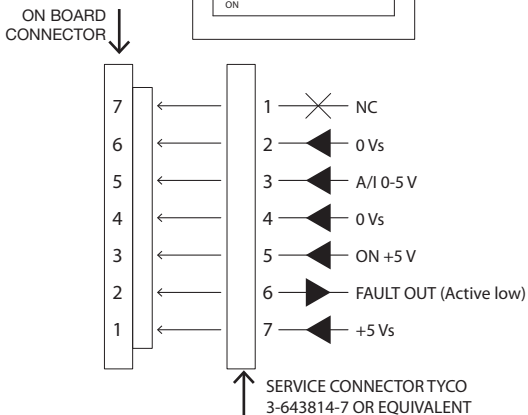 ON
ON BOARD
CONNECTOR
7 1 NC
6 2 0 Vs
5 3 A/I 0-5 V
4 4 0 Vs
3 5 ON +5 V
2 6 FAULT OUT (Active low)
1 7 +5 Vs
SERVICE CONNECTOR TYCO
3-643814-7 OR EQUIVALENT